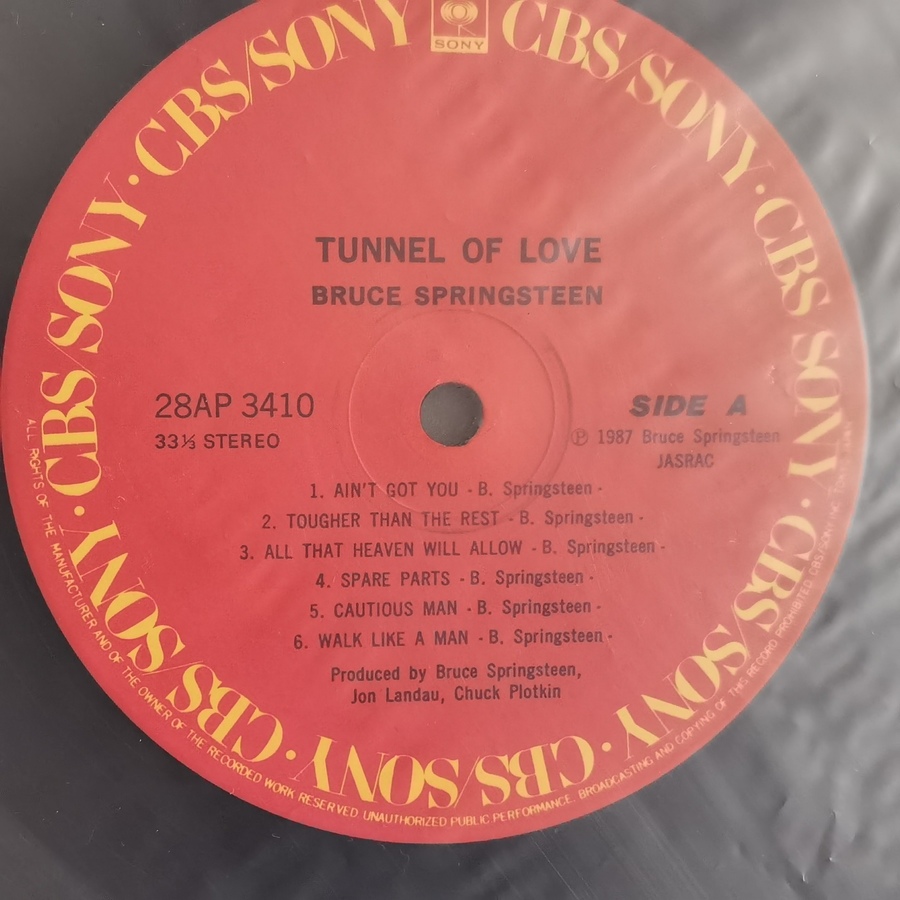 SONY
CBS/SONY · CBS/SONY · CBS SONY · CBS/SONY · CBS/SONY · CBS/SONY · CBS/SONY · CBS/SONY
TUNNEL OF LOVE
BRUCE SPRINGSTEEN
28AP 3410
SIDE A
33⅓ STEREO
Ⓟ 1987 Bruce Springsteen
JASRAC
1. AIN'T GOT YOU - B. Springsteen -
2. TOUGHER THAN THE REST - B. Springsteen -
3. ALL THAT HEAVEN WILL ALLOW - B. Springsteen -
4. SPARE PARTS - B. Springsteen -
5. CAUTIOUS MAN - B. Springsteen -
6. WALK LIKE A MAN - B. Springsteen -
Produced by Bruce Springsteen,
Jon Landau, Chuck Plotkin
ALL RIGHTS OF THE MANUFACTURER AND OF THE OWNER OF THE RECORDED WORK RESERVED UNAUTHORIZED PUBLIC PERFORMANCE. BROADCASTING AND COPYING OF THIS RECORD PROHIBITED CBS/SONY INC.